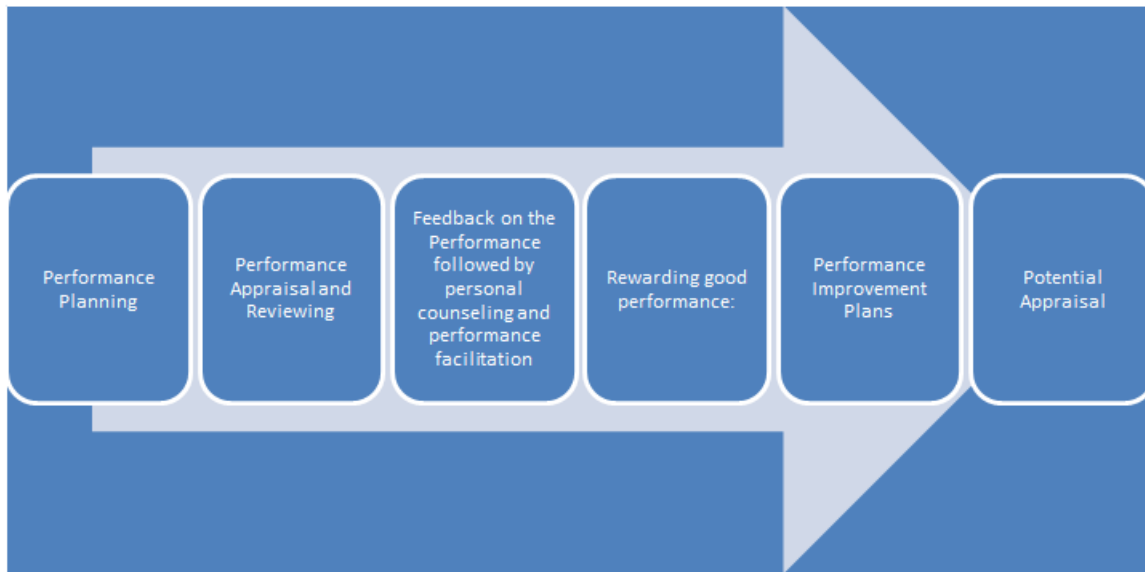 Performance
Planning
Performance
Appraisal and
Reviewing
Feedback on the
Performance
followed by
personal
counseling and
performance
facilitation
Rewarding good
performance:
Performance
Improvement
Plans
Potential
Appraisal